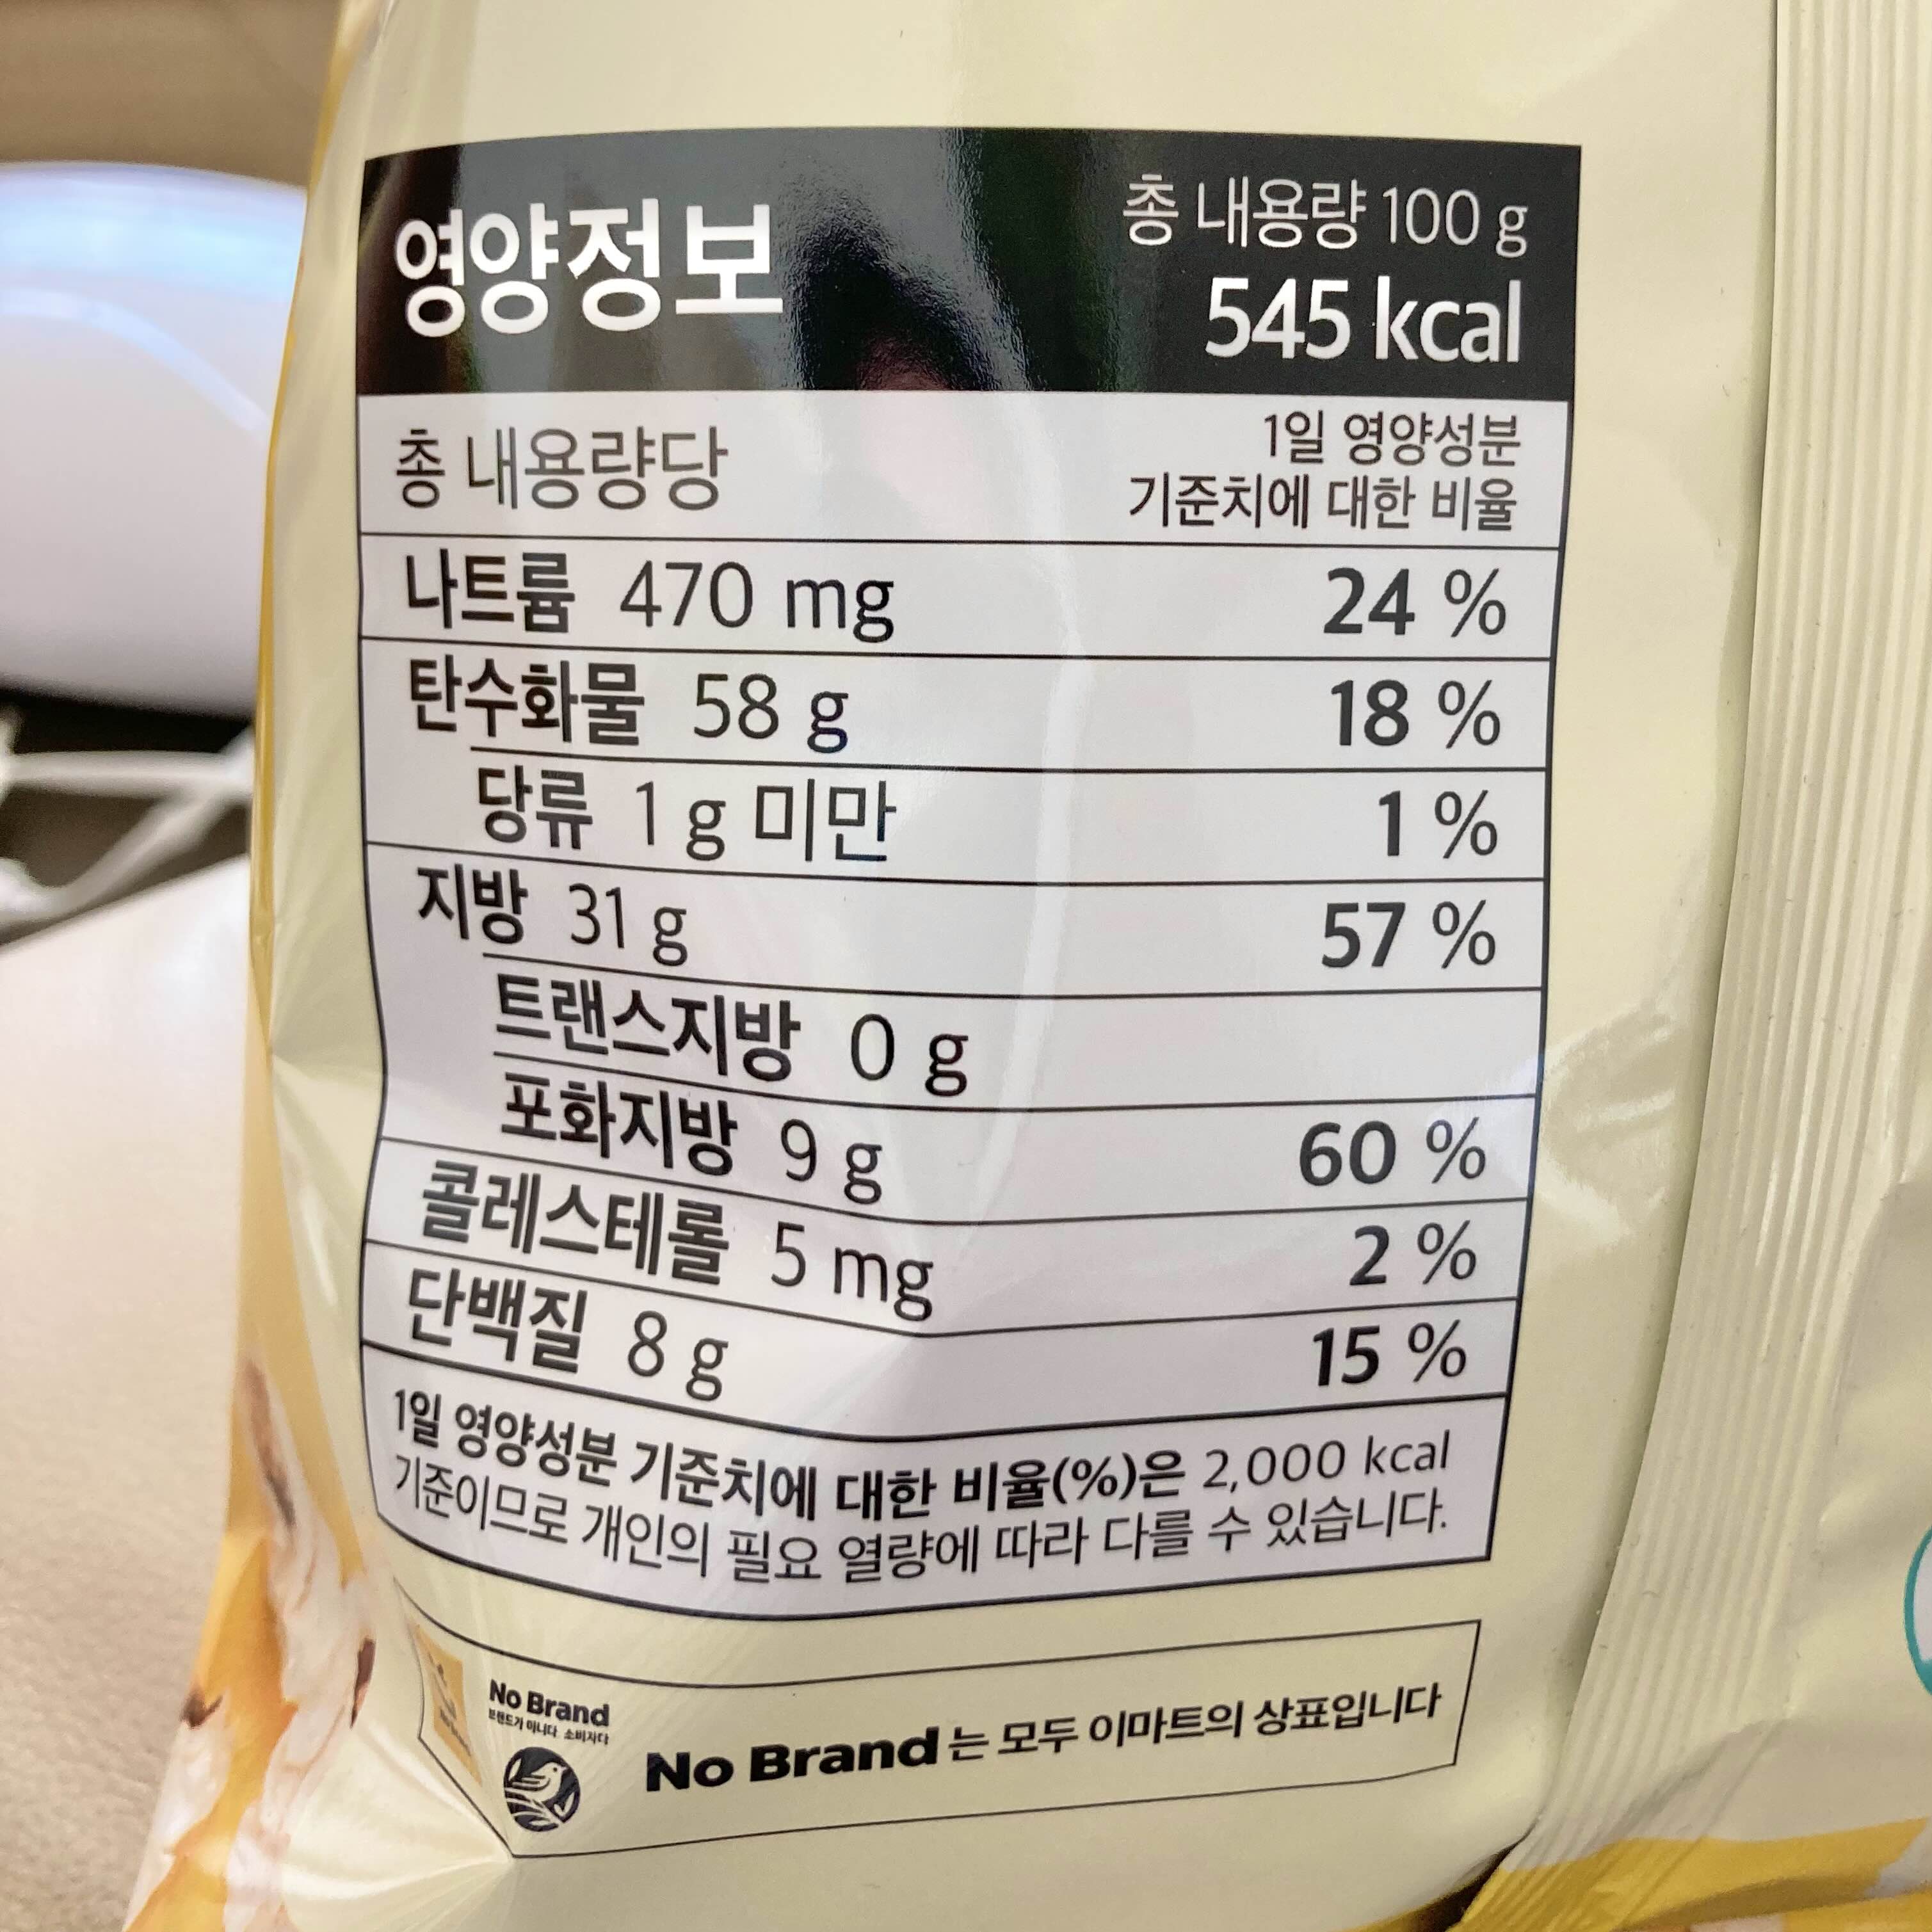 영양정보
총 내용량 100 g
545 kcal
총 내용량당
1일 영양성분
기준치에 대한 비율
나트륨 470 mg 24 %
탄수화물 58 g 18 %
당류 1 g 미만 1 %
지방 31 g 57 %
트랜스지방 0 g
포화지방 9 g 60 %
콜레스테롤 5 mg 2 %
단백질 8 g 15 %
1일 영양성분 기준치에 대한 비율(%)은 2,000 kcal
기준이므로 개인의 필요 열량에 따라 다를 수 있습니다.
No Brand
브랜드가 아니다 소비자다
No Brand 는 모두 이마트의 상표입니다